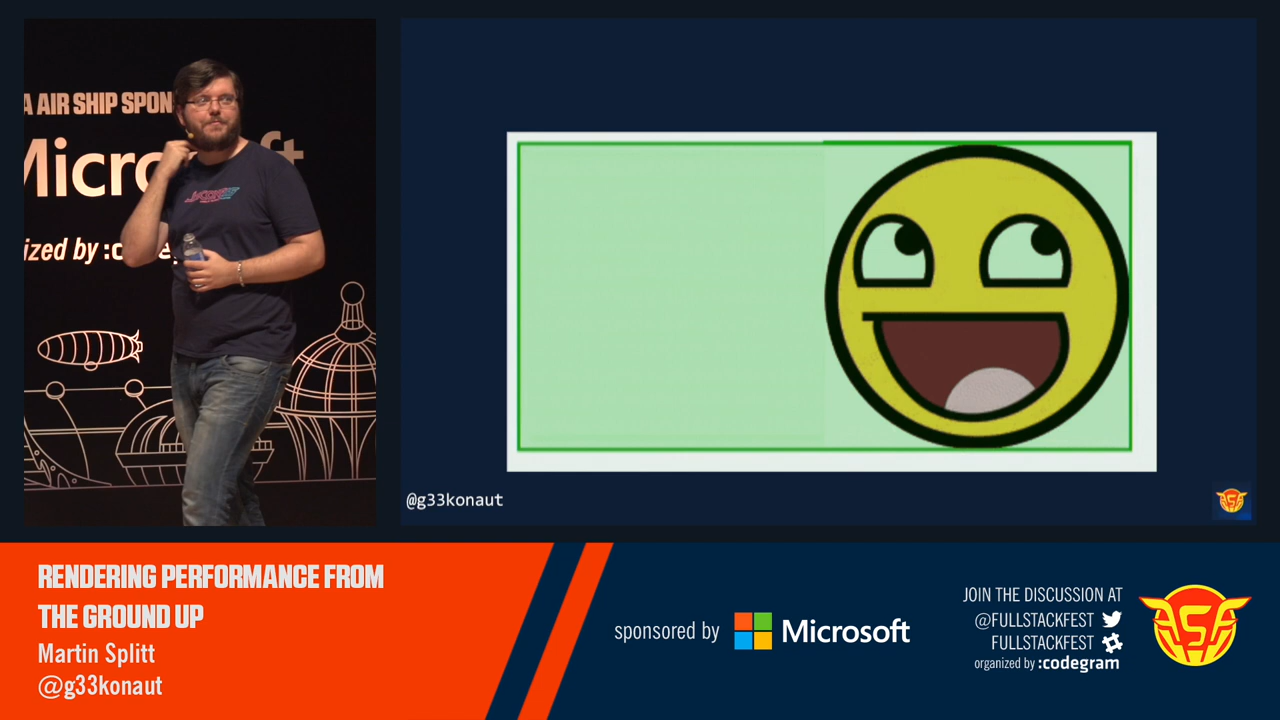 A AIR SHIP SPON
Micro ft
ized by :c
@g33konaut
RENDERING PERFORMANCE FROM
THE GROUND UP
Martin Splitt
@g33konaut
sponsored by Microsoft
JOIN THE DISCUSSION AT
@FULLSTACKFEST
FULLSTACKFEST
organized by :codegram